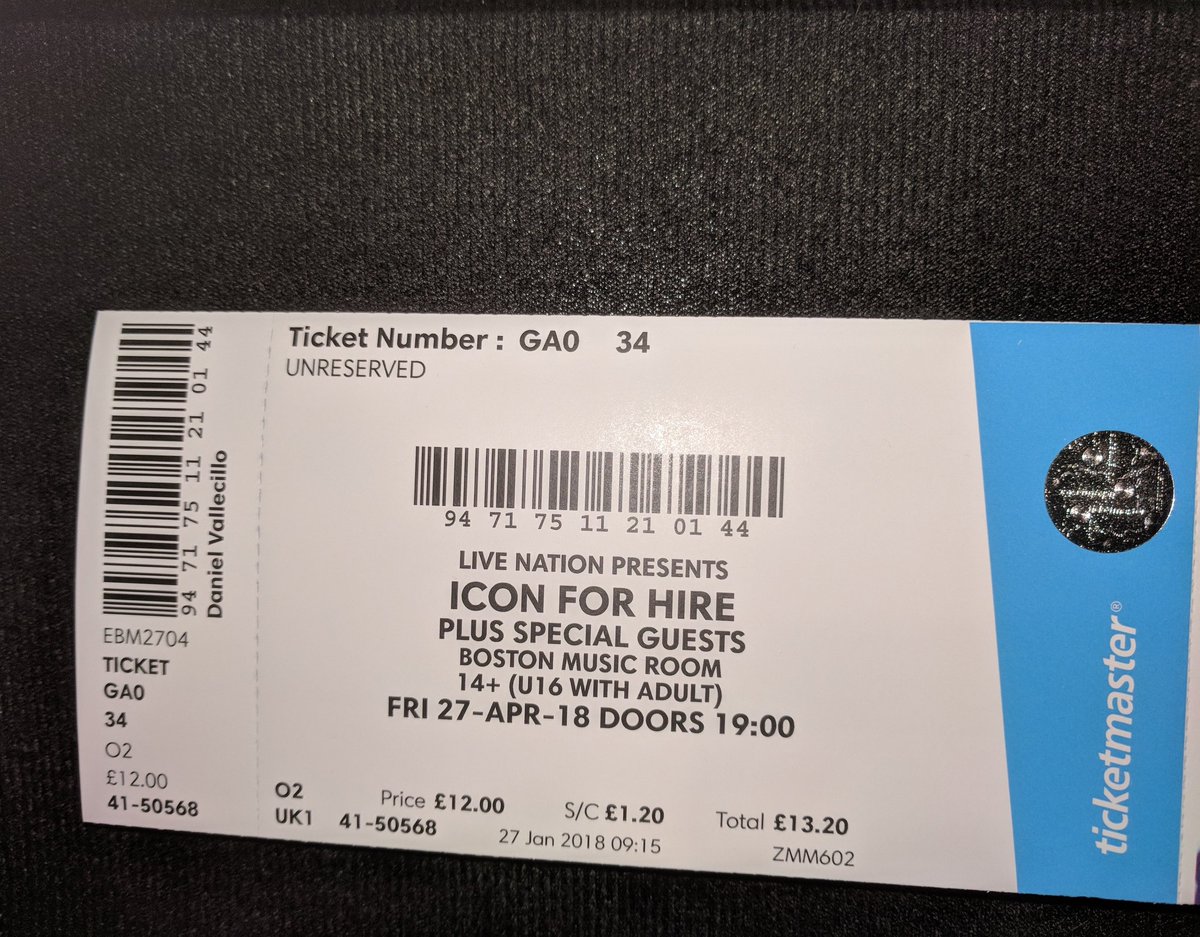 94 71 75 11 21 01 44
Daniel Vallecillo
EBM2704
TICKET
GA0
34
O2
£12.00
41-50568
Ticket Number : GA0 34
UNRESERVED
94 71 75 11 21 01 44
LIVE NATION PRESENTS
ICON FOR HIRE
PLUS SPECIAL GUESTS
BOSTON MUSIC ROOM
14+ (U16 WITH ADULT)
FRI 27-APR-18 DOORS 19:00
O2 Price £12.00 S/C £1.20 Total £13.20
UK1 41-50568 27 Jan 2018 09:15 ZMM602
ticketmaster®